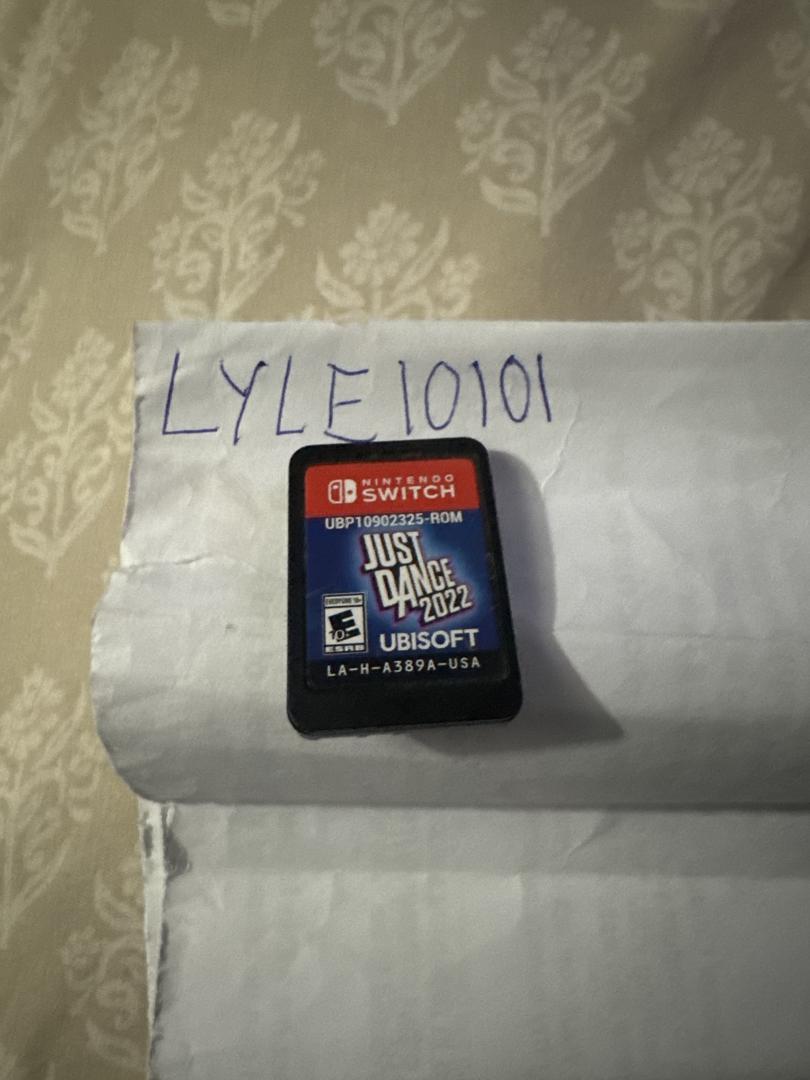 LYLE10101
NINTENDO
SWITCH
UBP10902325-ROM
JUST
DANCE
2022
EVERYONE 10+
E
10+
ESRB
UBISOFT
LA-H-A389A-USA